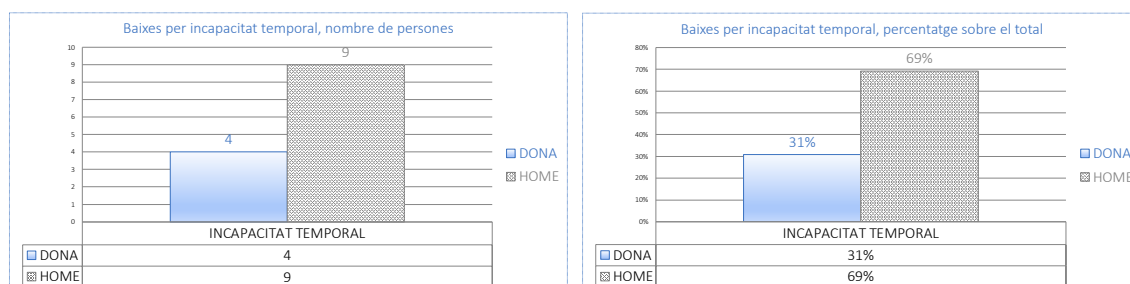 Baixes per incapacitat temporal, nombre de persones
10
9
8
7
6
5
4
3
2
1
0
4
9
DONA
HOME
INCAPACITAT TEMPORAL
DONA 4
HOME 9
Baixes per incapacitat temporal, percentatge sobre el total
80%
70%
60%
50%
40%
30%
20%
10%
0%
31%
69%
DONA
HOME
INCAPACITAT TEMPORAL
DONA 31%
HOME 69%